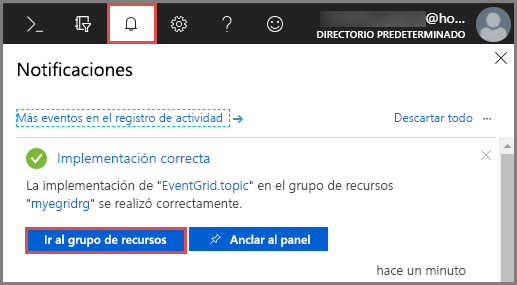 @ho...
DIRECTORIO PREDETERMINADO
Notificaciones
Más eventos en el registro de actividad
Descartar todo ...
Implementación correcta
La implementación de "EventGrid.topic" en el grupo de recursos
"myegridrg" se realizó correctamente.
Ir al grupo de recursos
Anclar al panel
hace un minuto